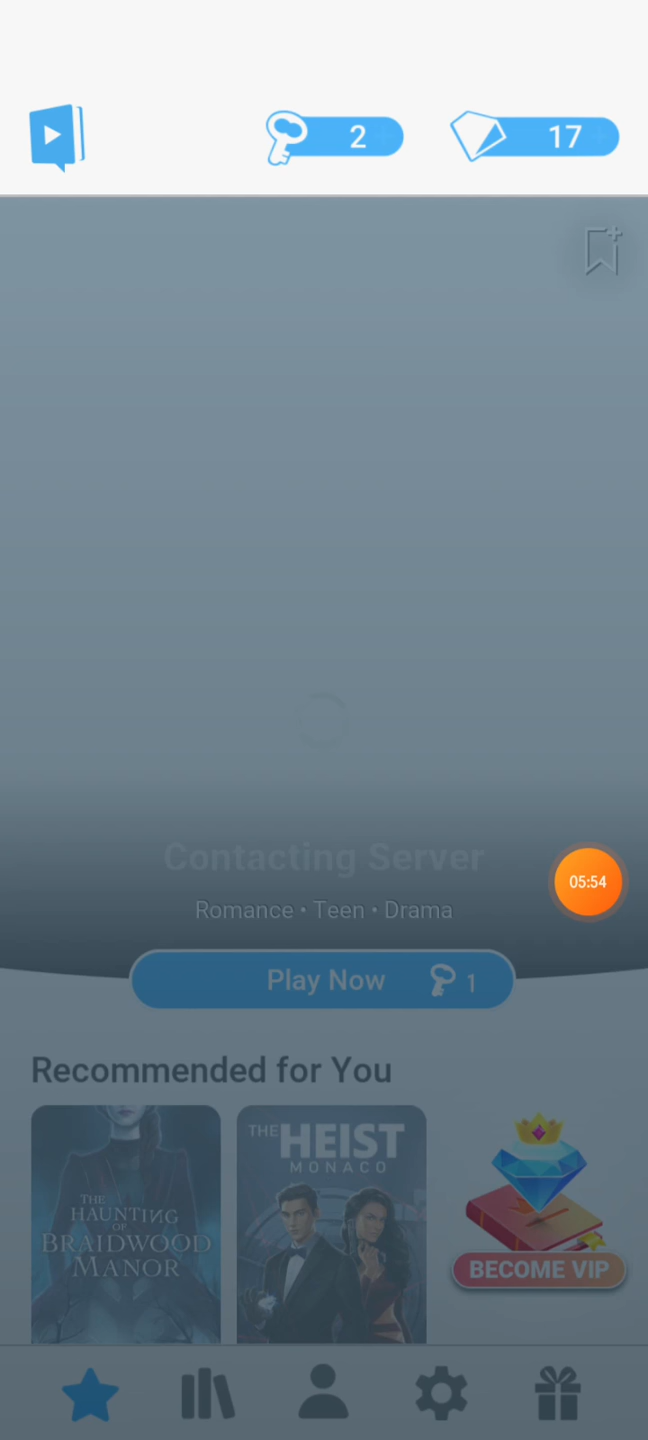 2
17
Contacting Server
05:54
Romance • Teen • Drama
Play Now 1
Recommended for You
THE
HAUNTING
OF
BRAIDWOOD
MANOR
THE
HEIST
MONACO
BECOME VIP